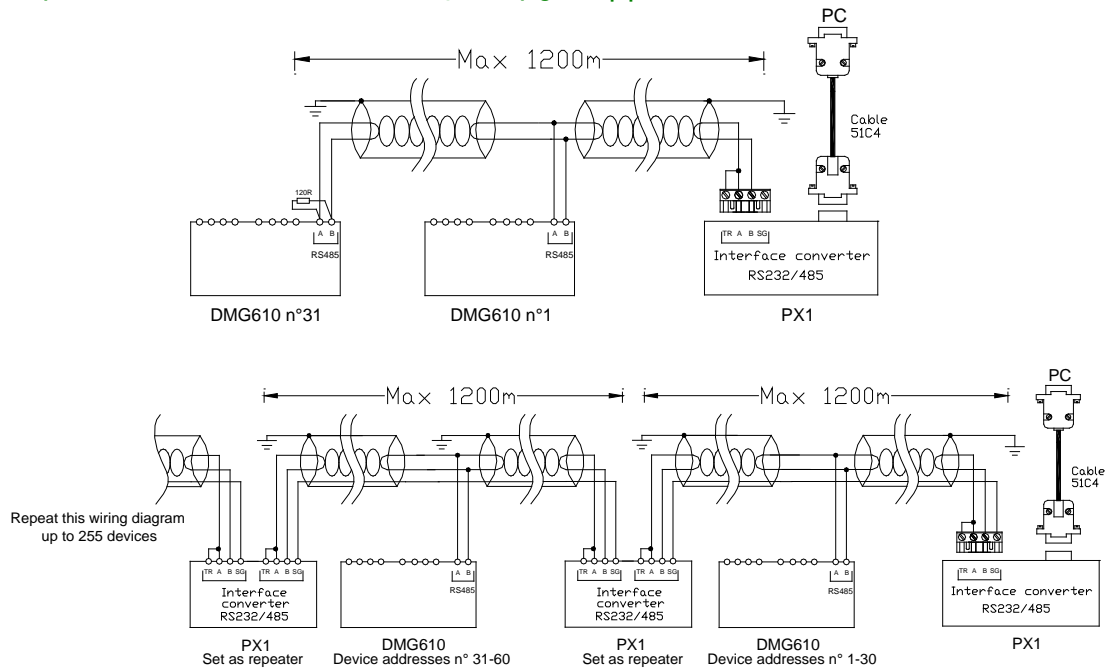 PC
Max 1200m
Cable
51C4
120R
A B
RS485
A B
RS485
TR A B SG
Interface converter
RS232/485
DMG610 n°31
DMG610 n°1
PX1
PC
Max 1200m
Max 1200m
Cable
51C4
Repeat this wiring diagram
up to 255 devices
TR A B SG
TR A B SG
Interface
converter
RS232/485
A B
RS485
TR A B SG
TR A B SG
Interface
converter
RS232/485
A B
RS485
TR A B SG
Interface converter
RS232/485
PX1
Set as repeater
DMG610
Device addresses n° 31-60
PX1
Set as repeater
DMG610
Device addresses n° 1-30
PX1